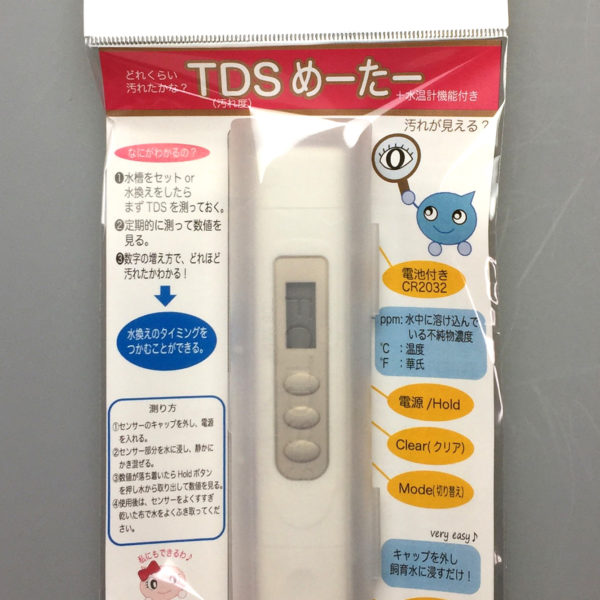 どれくらい
汚れたかな？
TDSめーたー
（汚れ度）
＋水温計機能付き
汚れが見える？
なにがわかるの？
❶水槽をセット or
水換えをしたら
まずTDSを測っておく。
❷定期的に測って数値を
見る。
❸数字の増え方で、どれほど
汚れたかわかる！
水換えのタイミングを
つかむことができる。
測り方
①センサーのキャップを外し、電源
を入れる。
②センサー部分を水に浸し、静かに
かき混ぜる。
③数値が落ち着いたらHoldボタン
を押し水から取り出して数値を見る。
④使用後は、センサーをよくすすぎ
乾いた布で水をよくふき取ってくだ
さい。
私にもできるわ♪
電池付き
CR2032
ppm: 水中に溶け込んで
いる不純物濃度
℃ ：温度
°F ：華氏
電源 /Hold
Clear(クリア)
Mode(切り替え)
very easy♪
キャップを外し
飼育水に浸すだけ！